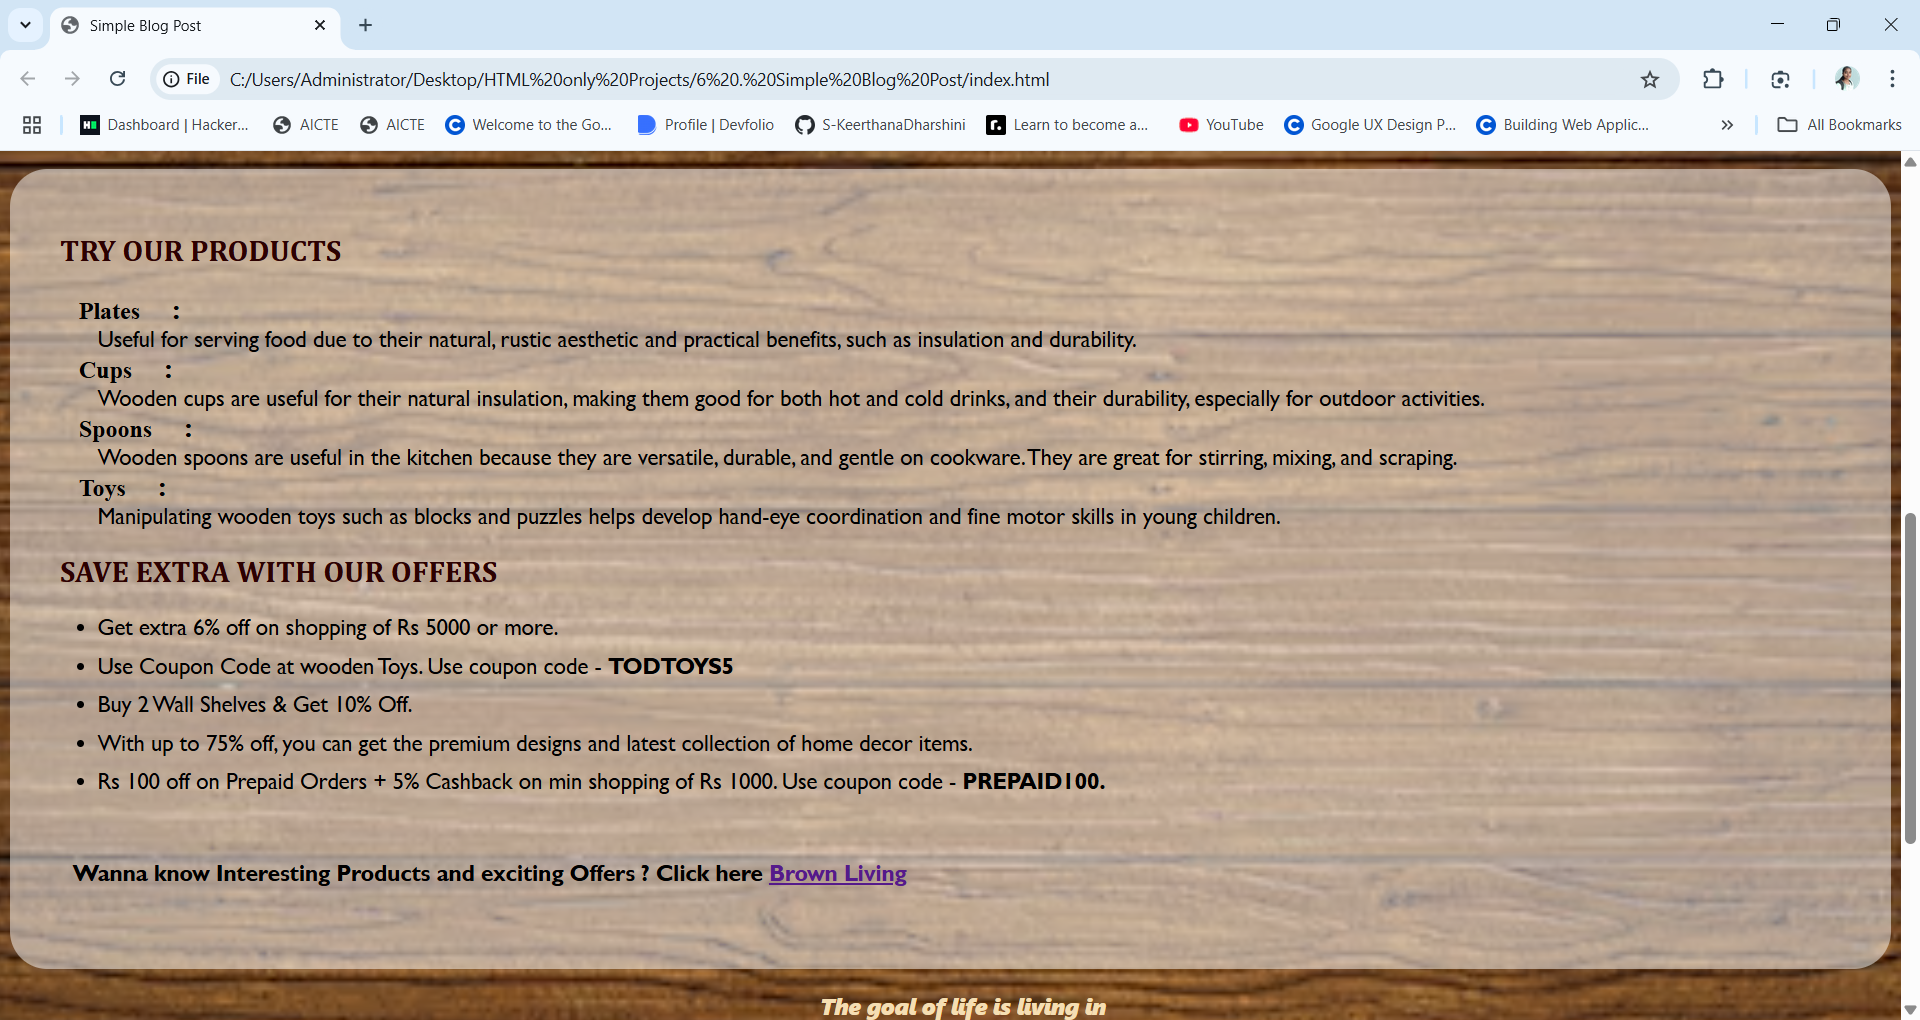 Simple Blog Post
File
C:/Users/Administrator/Desktop/HTML%20only%20Projects/6%20.%20Simple%20Blog%20Post/index.html
Dashboard | Hacker...
AICTE
AICTE
Welcome to the Go...
Profile | Devfolio
S-KeerthanaDharshini
Learn to become a...
YouTube
Google UX Design P...
Building Web Applic...
All Bookmarks
TRY OUR PRODUCTS
Plates :
Useful for serving food due to their natural, rustic aesthetic and practical benefits, such as insulation and durability.
Cups :
Wooden cups are useful for their natural insulation, making them good for both hot and cold drinks, and their durability, especially for outdoor activities.
Spoons :
Wooden spoons are useful in the kitchen because they are versatile, durable, and gentle on cookware. They are great for stirring, mixing, and scraping.
Toys :
Manipulating wooden toys such as blocks and puzzles helps develop hand-eye coordination and fine motor skills in young children.
SAVE EXTRA WITH OUR OFFERS
• Get extra 6% off on shopping of Rs 5000 or more.
• Use Coupon Code at wooden Toys. Use coupon code - TODTOYS5
• Buy 2 Wall Shelves & Get 10% Off.
• With up to 75% off, you can get the premium designs and latest collection of home decor items.
• Rs 100 off on Prepaid Orders + 5% Cashback on min shopping of Rs 1000. Use coupon code - PREPAID100.
Wanna know Interesting Products and exciting Offers ? Click here Brown Living
The goal of life is living in